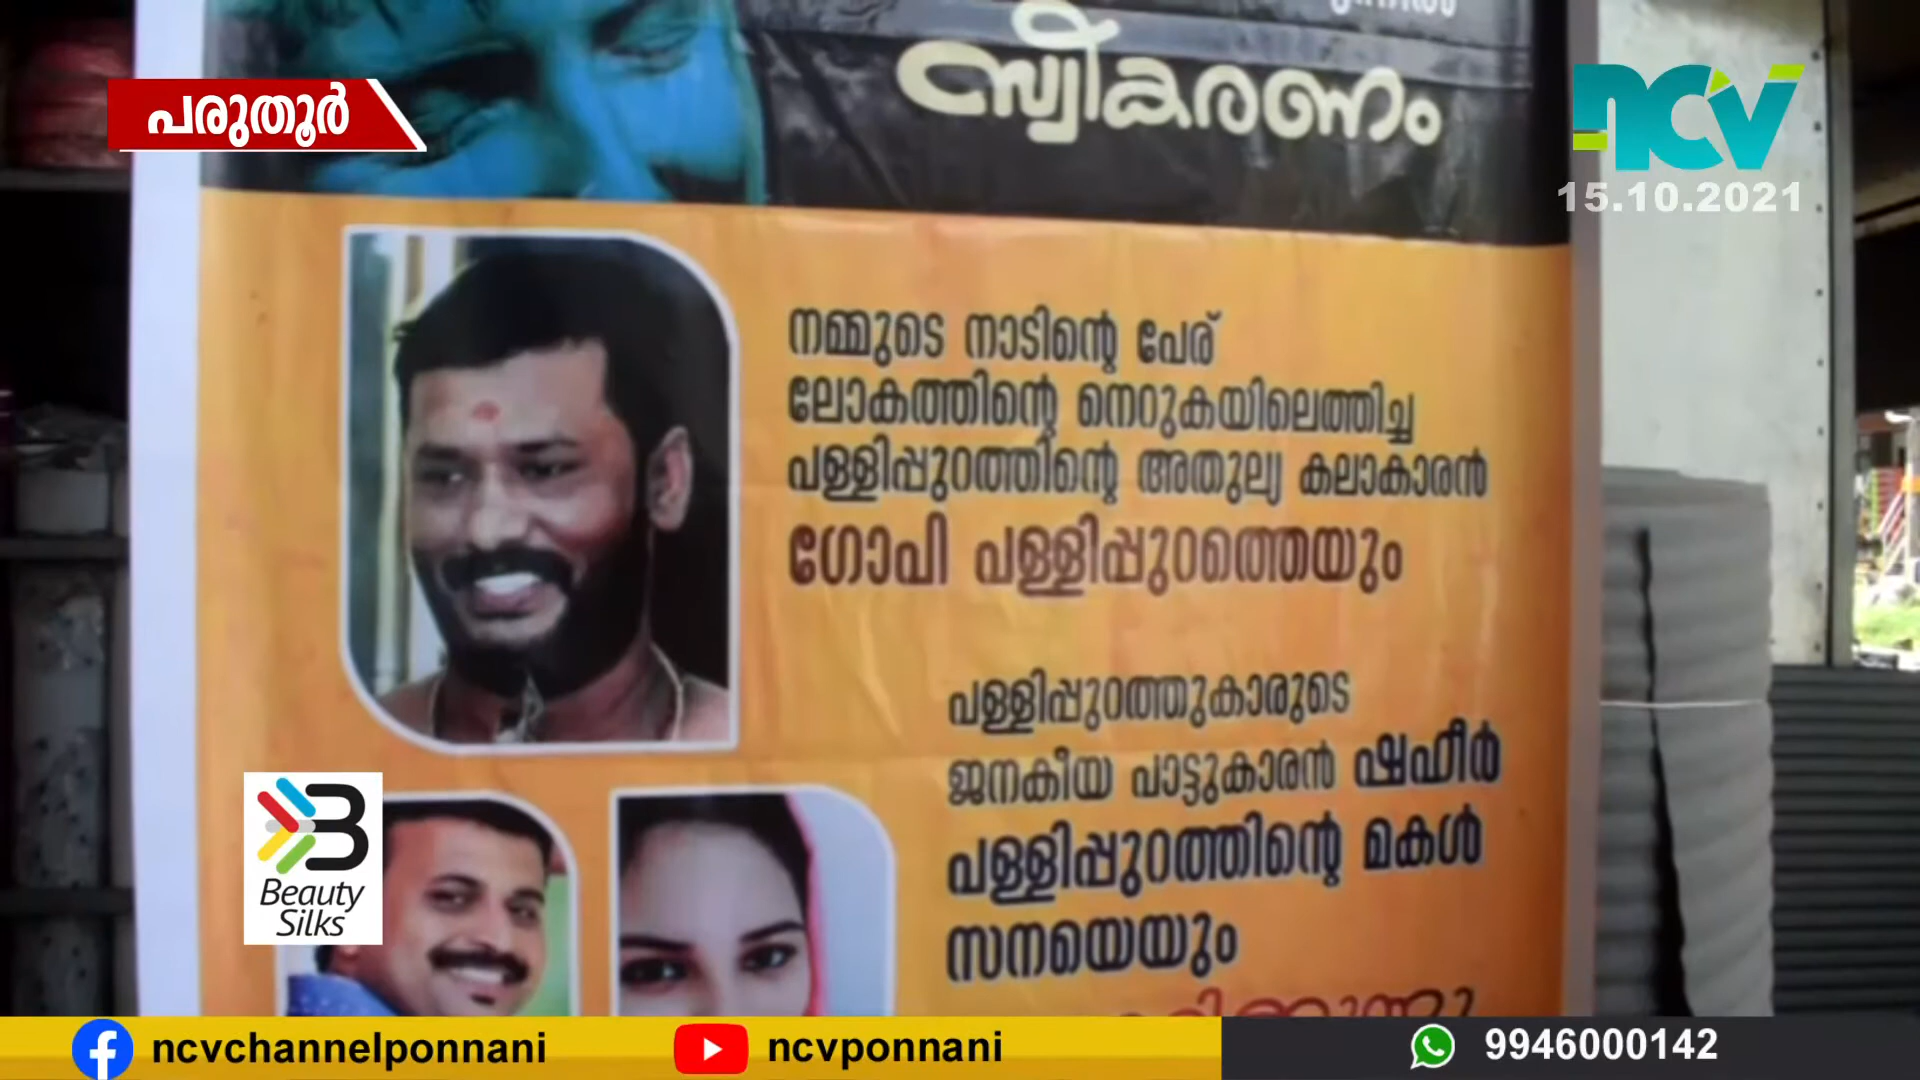 സ്വീകരണം
പരുതൂർ
ncv
15.10.2021
നമ്മുടെ നാടിന്റെ പേര്
ലോകത്തിന്റെ നെറുകയിലെത്തിച്ച
പള്ളിപ്പുറത്തിന്റെ അതുല്യ കലാകാരൻ
ഗോപി പള്ളിപ്പുറത്തെയും
പള്ളിപ്പുറത്തുകാരുടെ
ജനകീയ പാട്ടുകാരൻ ഷഹീർ
പള്ളിപ്പുറത്തിന്റെ മകൾ
സനയെയും
B
Beauty
Silks
ncvchannelponnani
ncvponnani
9946000142